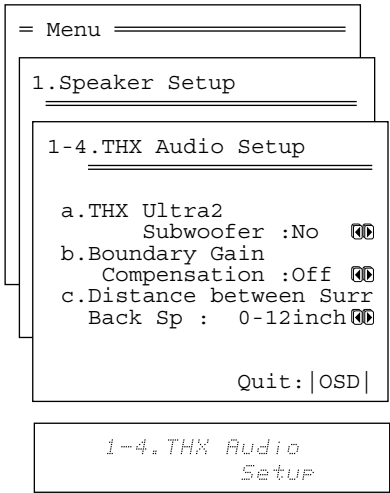 = Menu
1.Speaker Setup
1-4.THX Audio Setup
a.THX Ultra2
Subwoofer :No
b.Boundary Gain
Compensation :Off
c.Distance between Surr
Back Sp : 0-12inch
Quit:|OSD|
1-4.THX Audio
Setup